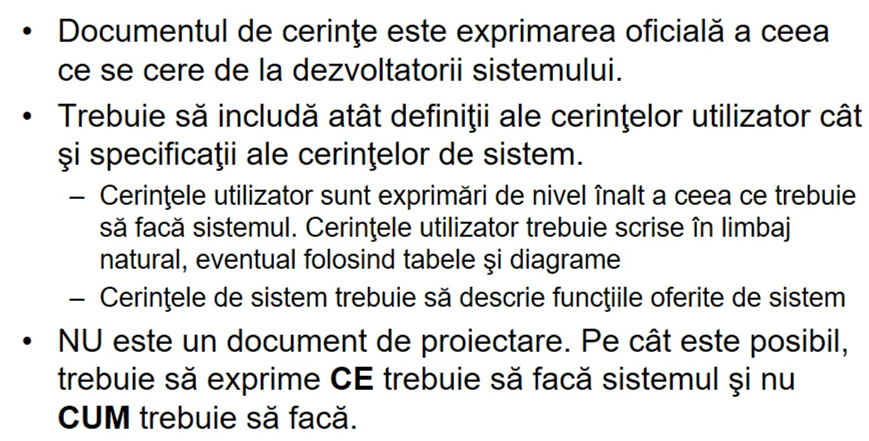 • Documentul de cerinţe este exprimarea oficială a ceea
ce se cere de la dezvoltatorii sistemului.
• Trebuie să includă atât definiţii ale cerinţelor utilizator cât
şi specificaţii ale cerinţelor de sistem.
– Cerinţele utilizator sunt exprimări de nivel înalt a ceea ce trebuie
să facă sistemul. Cerinţele utilizator trebuie scrise în limbaj
natural, eventual folosind tabele şi diagrame
– Cerinţele de sistem trebuie să descrie funcţiile oferite de sistem
• NU este un document de proiectare. Pe cât este posibil,
trebuie să exprime CE trebuie să facă sistemul şi nu
CUM trebuie să facă.